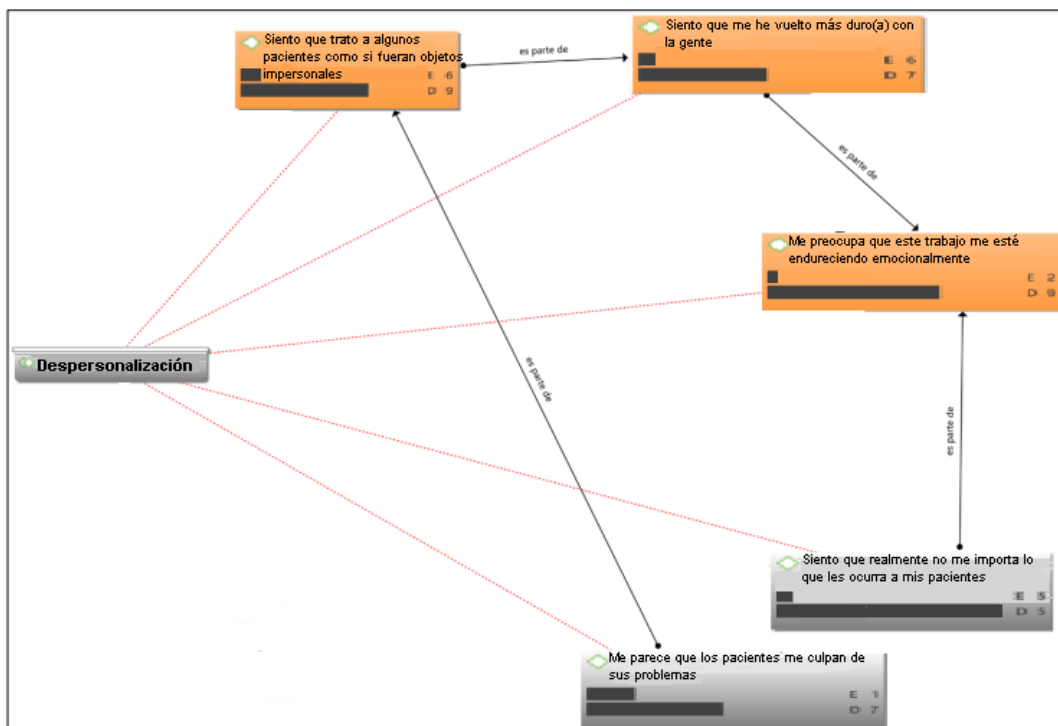 Siento que trato a algunos
pacientes como si fueran objetos
impersonales
E 6
D 9
es parte de
Siento que me he vuelto más duro(a) con
la gente
E 6
D 7
es parte de
Me preocupa que este trabajo me esté
endureciendo emocionalmente
E 2
D 9
Despersonalización
es parte de
es parte de
Siento que realmente no me importa lo
que les ocurra a mis pacientes
E 5
D 5
Me parece que los pacientes me culpan de
sus problemas
E 1
D 7